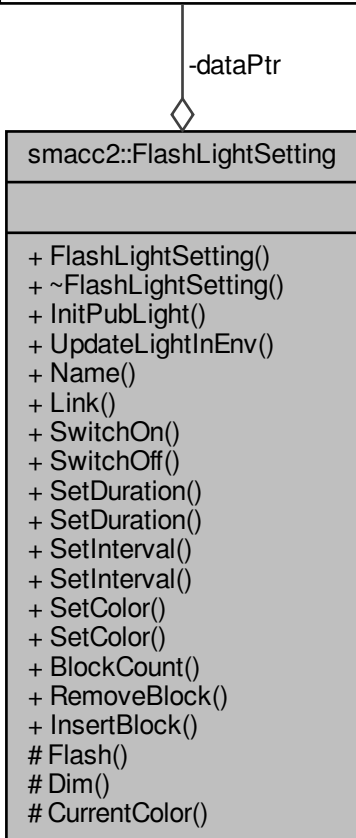 -dataPtr
smacc2::FlashLightSetting
+ FlashLightSetting()
+ ~FlashLightSetting()
+ InitPubLight()
+ UpdateLightInEnv()
+ Name()
+ Link()
+ SwitchOn()
+ SwitchOff()
+ SetDuration()
+ SetDuration()
+ SetInterval()
+ SetInterval()
+ SetColor()
+ SetColor()
+ BlockCount()
+ RemoveBlock()
+ InsertBlock()
# Flash()
# Dim()
# CurrentColor()